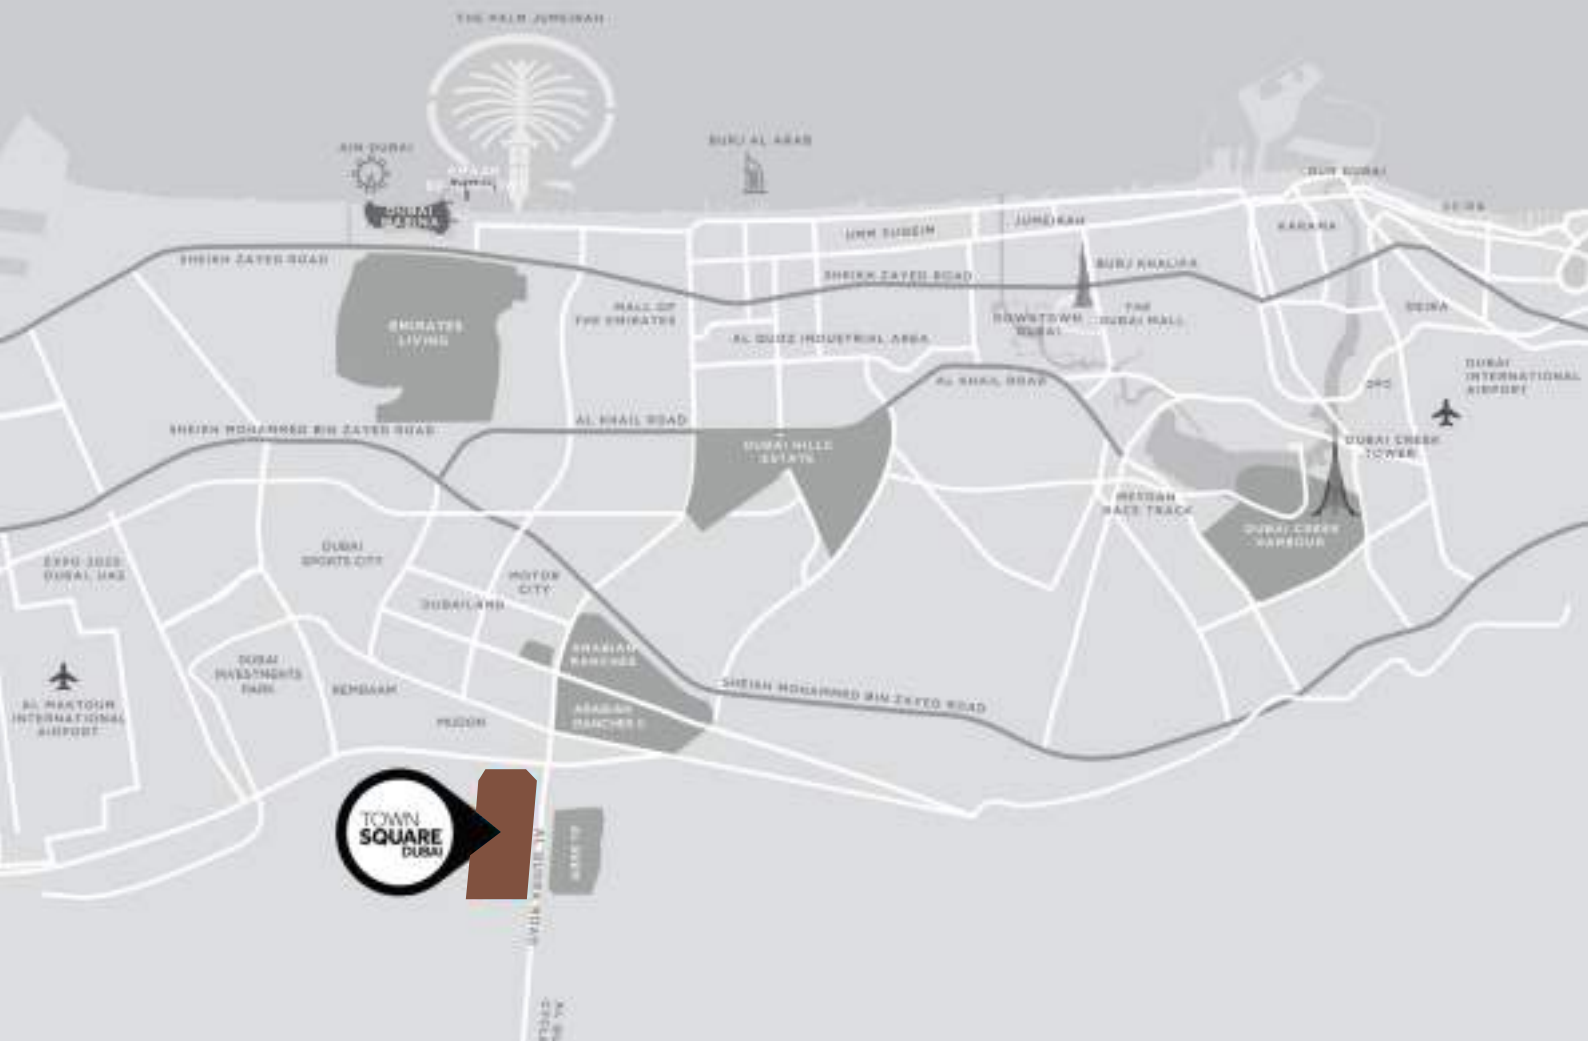 THE PALM JUMEIRAH
AIN DUBAI
BURJ AL ARAB
DUBAI
MARINA
OUR DUBAI
DEIRA
KARAMA
JUMEIRAH
UMM SUQEIM
SHEIKH ZAYED ROAD
SHEIKH ZAYED ROAD
BURJ KHALIFA
EMIRATES
LIVING
MALL OF
THE EMIRATES
DOWNTOWN
DUBAI
THE
DUBAI MALL
DEIRA
AL QUOZ INDUSTRIAL AREA
DUBAI
INTERNATIONAL
AIRPORT
AL KHAIL ROAD
AL KHAIL ROAD
SHEIKH MOHAMMED BIN ZAYED ROAD
DUBAI HILLS
ESTATE
DUBAI CREEK
TOWER
MEYDAN
RACE TRACK
DUBAI CREEK
HARBOUR
EXPO 2020
DUBAI, UAE
DUBAI
SPORTS CITY
MOTOR
CITY
DUBAILAND
ARABIAN
RANCHES
DUBAI
INVESTMENTS
PARK
REMRAAM
SHEIKH MOHAMMED BIN ZAYED ROAD
AL MAKTOUM
INTERNATIONAL
AIRPORT
MUDON
ARABIAN
RANCHES II
TOWN
SQUARE
DUBAI